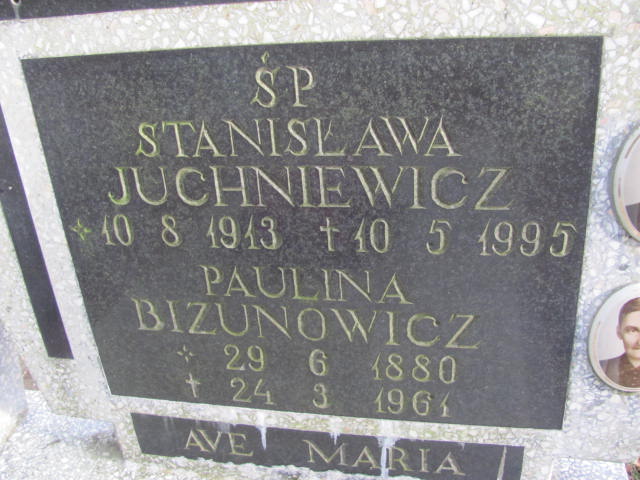 ŚP
STANISŁAWA
JUCHNIEWICZ
* 10 8 1913 † 10 5 1995
PAULINA
BIZUNOWICZ
* 29 6 1880
† 24 3 1961
AVE MARIA